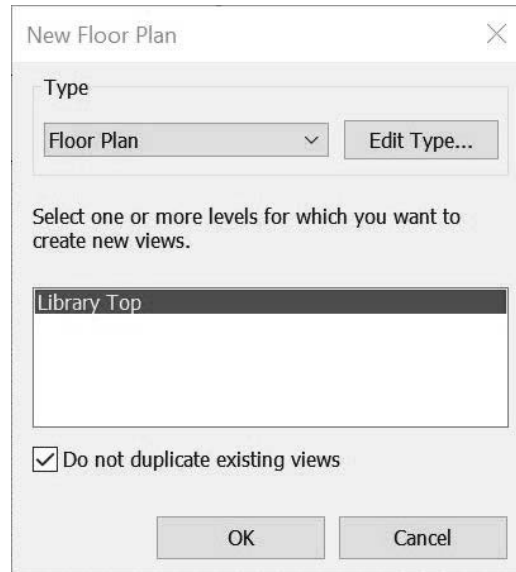 New Floor Plan
Type
Floor Plan
Edit Type...
Select one or more levels for which you want to
create new views.
Library Top
Do not duplicate existing views
OK
Cancel